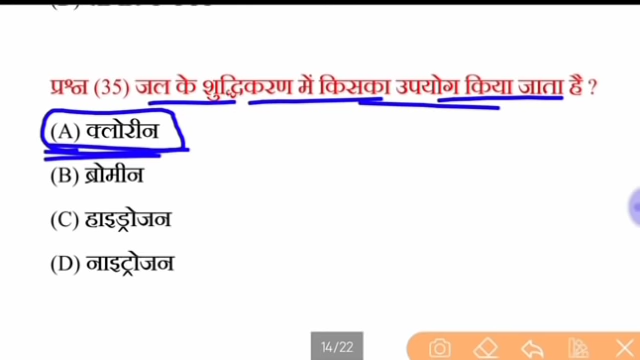 प्रश्न (35) जल के शुद्धिकरण में किसका उपयोग किया जाता है ?
(A) क्लोरीन
(B) ब्रोमीन
(C) हाइड्रोजन
(D) नाइट्रोजन
14/22